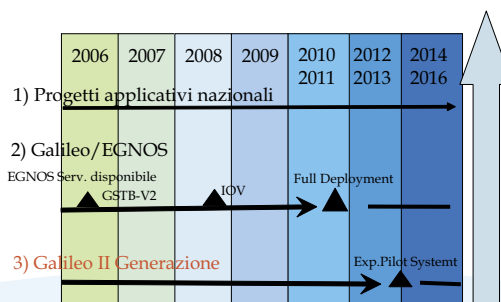 2006 2007 2008 2009 2010 2012 2014
2011 2013 2016
1) Progetti applicativi nazionali
2) Galileo/EGNOS
EGNOS Serv. disponibile
GSTB-V2 IOV Full Deployment
3) Galileo II Generazione
Exp.Pilot Systemt